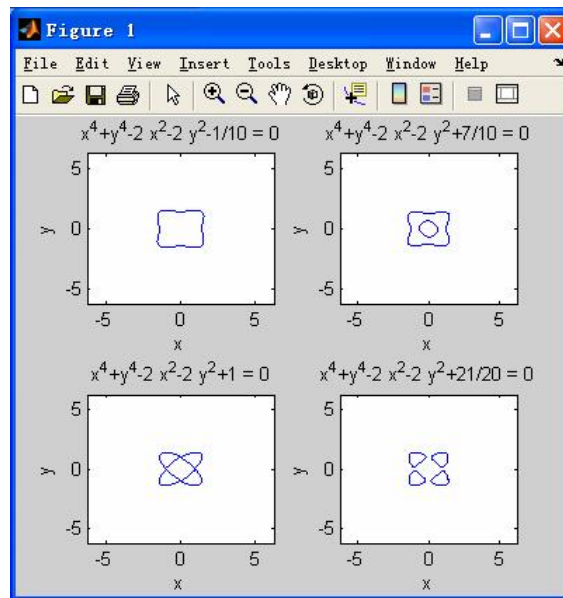 Figure 1
File Edit View Insert Tools Desktop Window Help
x^4+y^4-2 x^2-2 y^2-1/10 = 0
5
0
-5
y
-5 0 5
x
x^4+y^4-2 x^2-2 y^2+7/10 = 0
5
0
-5
y
-5 0 5
x
x^4+y^4-2 x^2-2 y^2+1 = 0
5
0
-5
y
-5 0 5
x
x^4+y^4-2 x^2-2 y^2+21/20 = 0
5
0
-5
y
-5 0 5
x